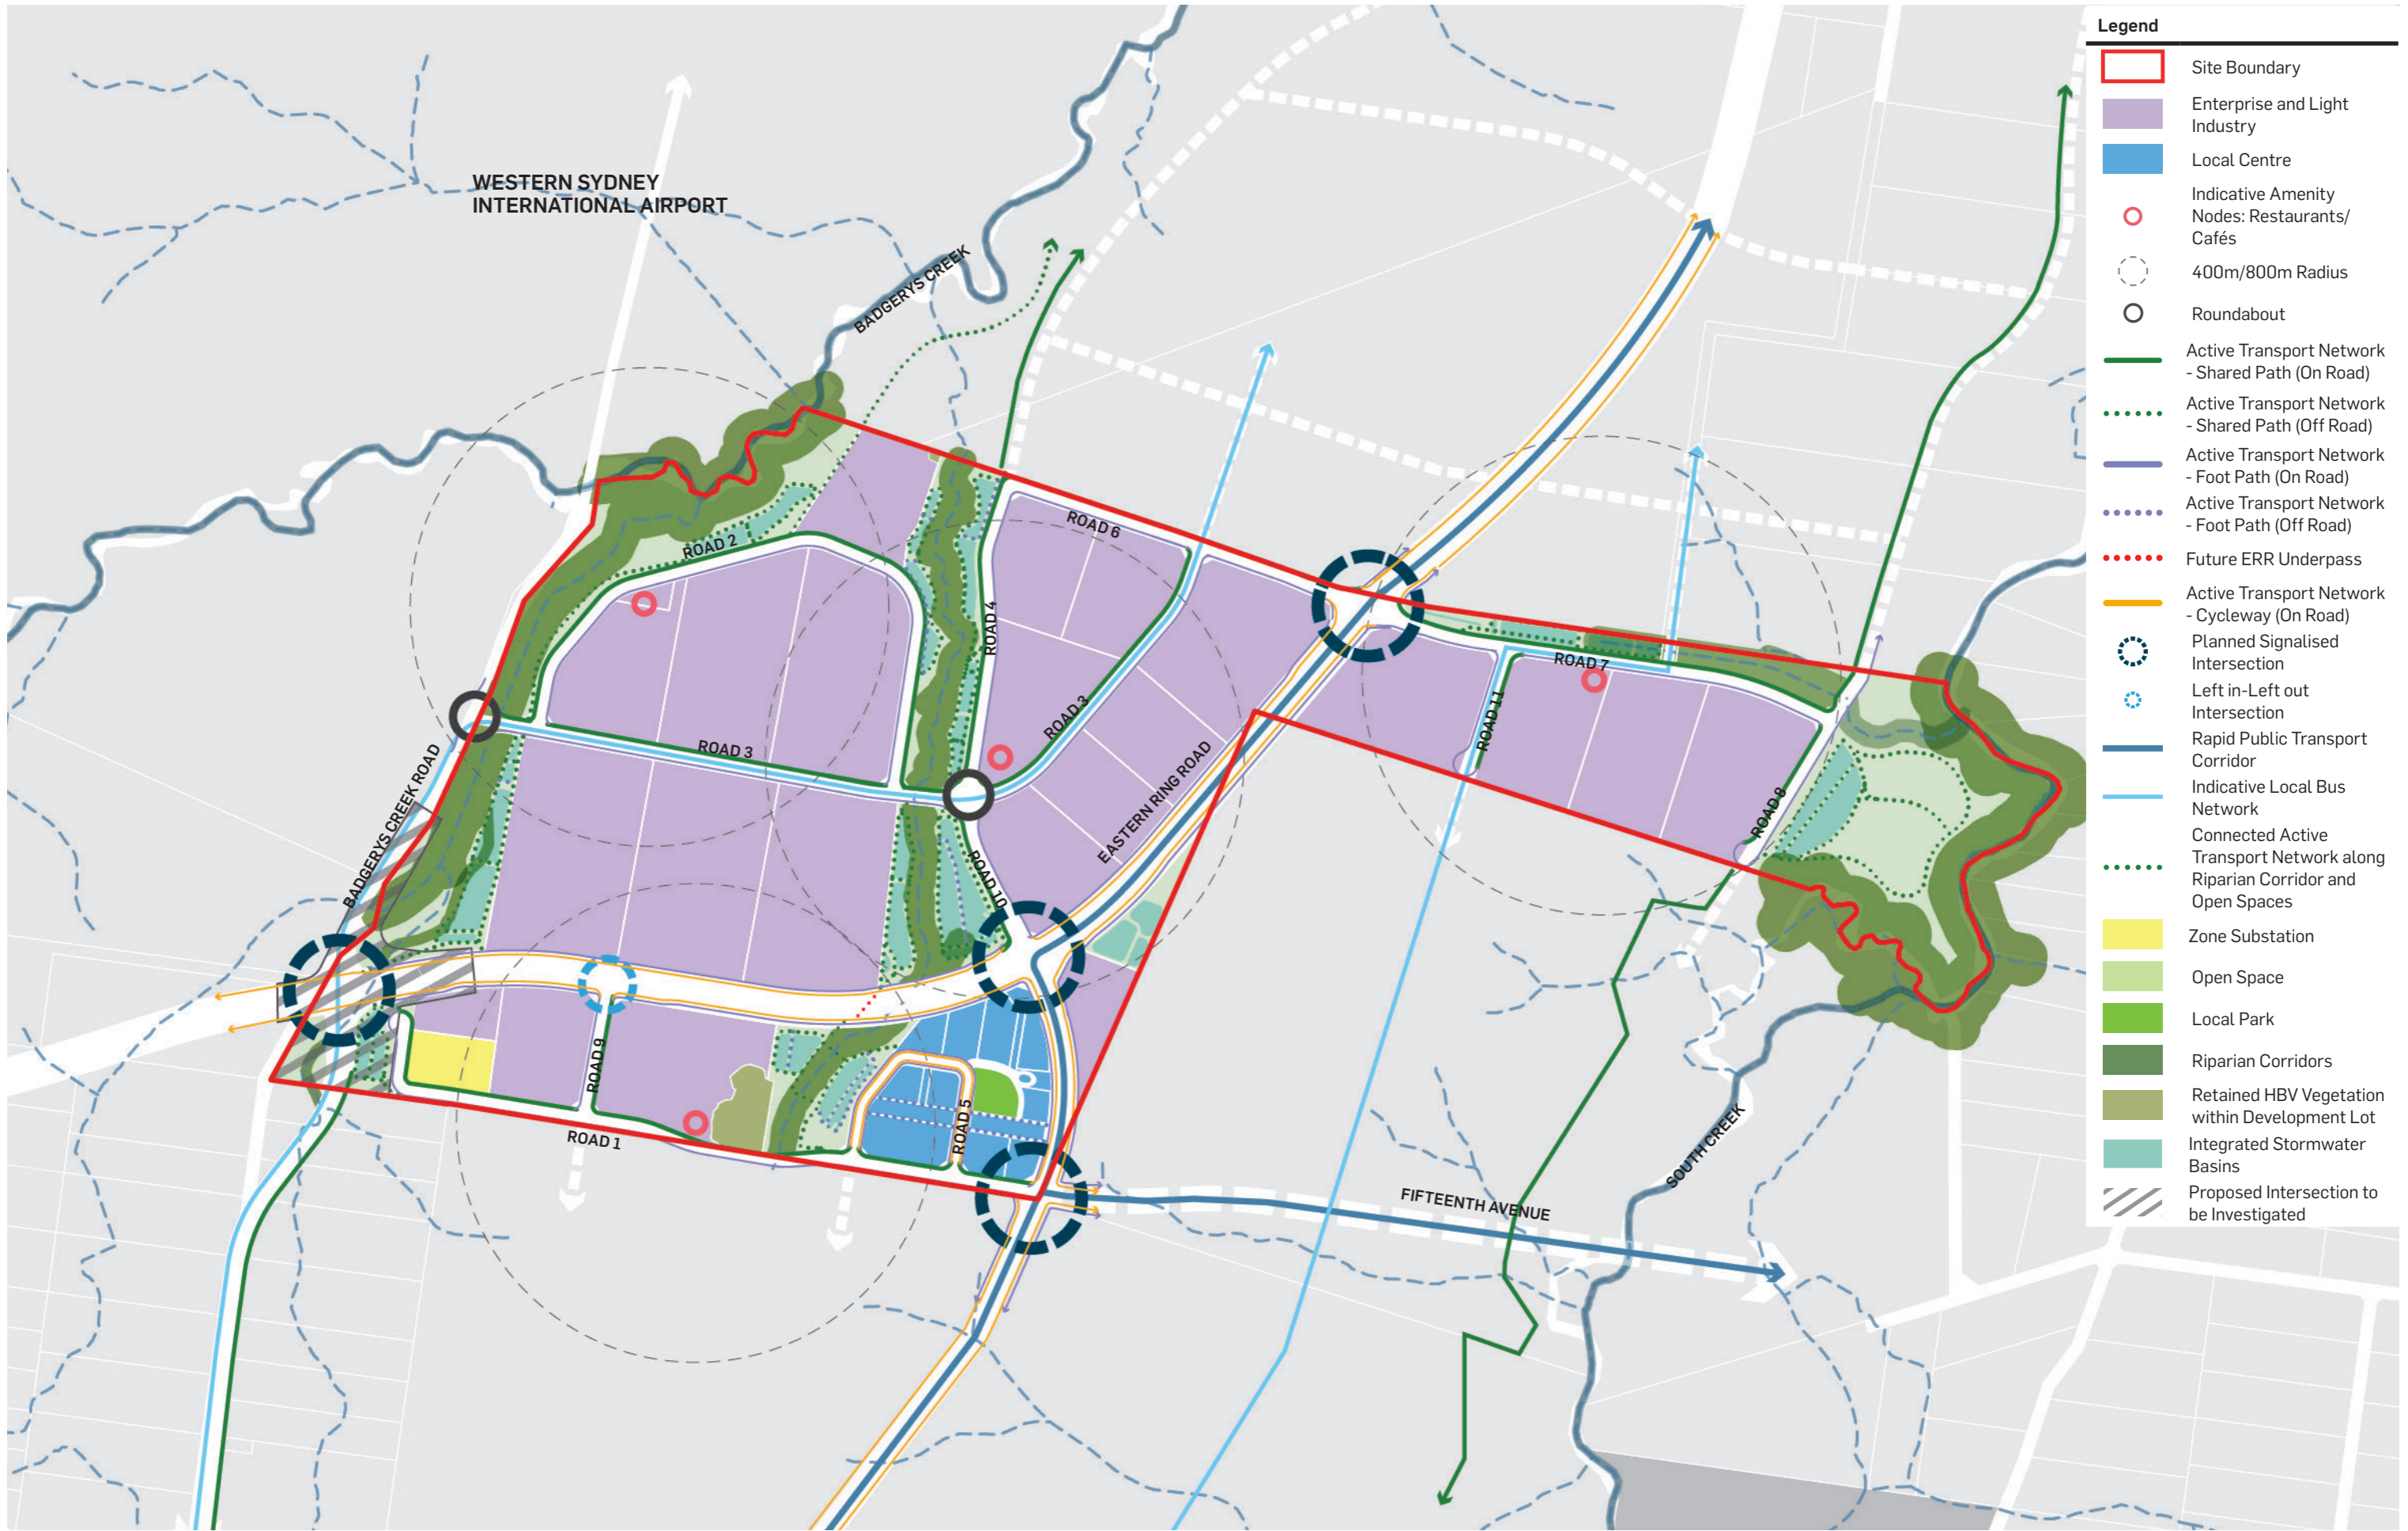 WESTERN SYDNEY
INTERNATIONAL AIRPORT
BADGERYS CREEK
ROAD 6
ROAD 2
ROAD 4
ROAD 7
ROAD 3
ROAD 11
ROAD 3
EASTERN RING ROAD
BADGERYS CREEK ROAD
ROAD 8
ROAD 10
ROAD 9
ROAD 5
ROAD 1
SOUTH CREEK
FIFTEENTH AVENUE
Legend
Site Boundary
Enterprise and Light
Industry
Local Centre
Indicative Amenity
Nodes: Restaurants/
Cafés
400m/800m Radius
Roundabout
Active Transport Network
- Shared Path (On Road)
Active Transport Network
- Shared Path (Off Road)
Active Transport Network
- Foot Path (On Road)
Active Transport Network
- Foot Path (Off Road)
Future ERR Underpass
Active Transport Network
- Cycleway (On Road)
Planned Signalised
Intersection
Left in-Left out
Intersection
Rapid Public Transport
Corridor
Indicative Local Bus
Network
Connected Active
Transport Network along
Riparian Corridor and
Open Spaces
Zone Substation
Open Space
Local Park
Riparian Corridors
Retained HBV Vegetation
within Development Lot
Integrated Stormwater
Basins
Proposed Intersection to
be Investigated